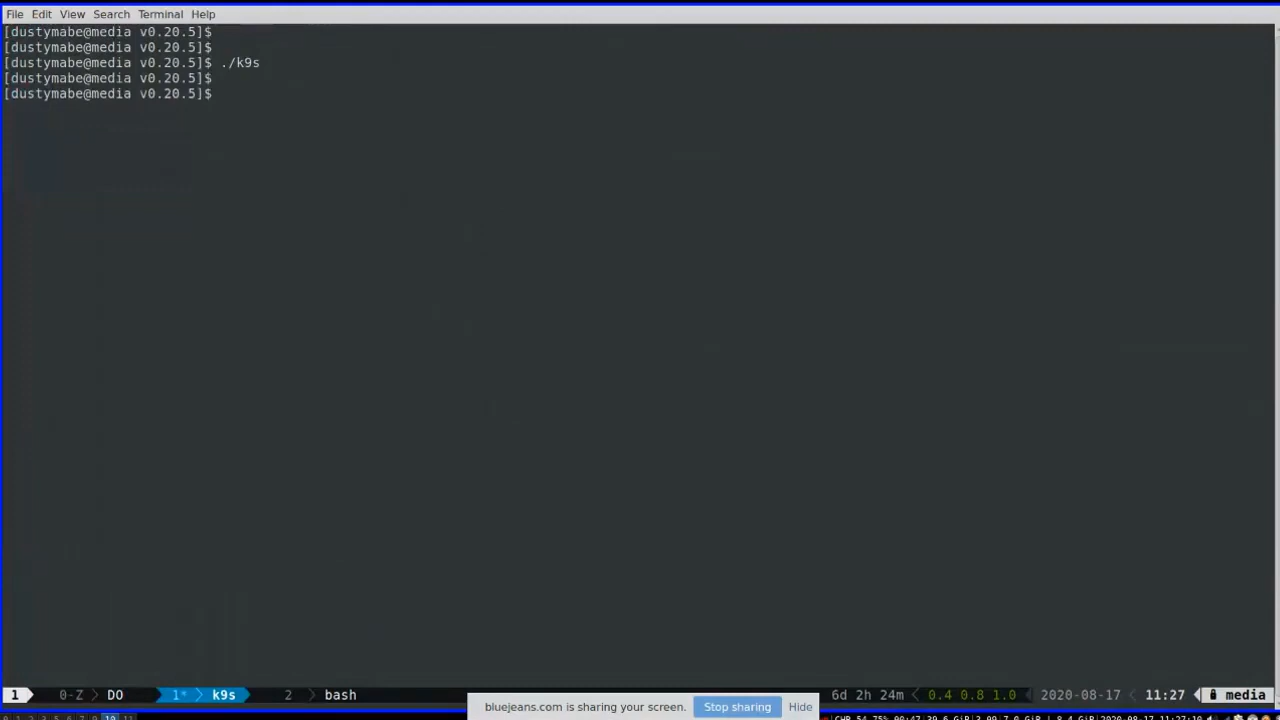 File Edit View Search Terminal Help
[dustymabe@media v0.20.5]$
[dustymabe@media v0.20.5]$
[dustymabe@media v0.20.5]$ ./k9s
[dustymabe@media v0.20.5]$
[dustymabe@media v0.20.5]$
1 0-Z DO 1* k9s 2 bash 6d 2h 24m 0.4 0.8 1.0 2020-08-17 11:27 media
bluejeans.com is sharing your screen. Stop sharing Hide